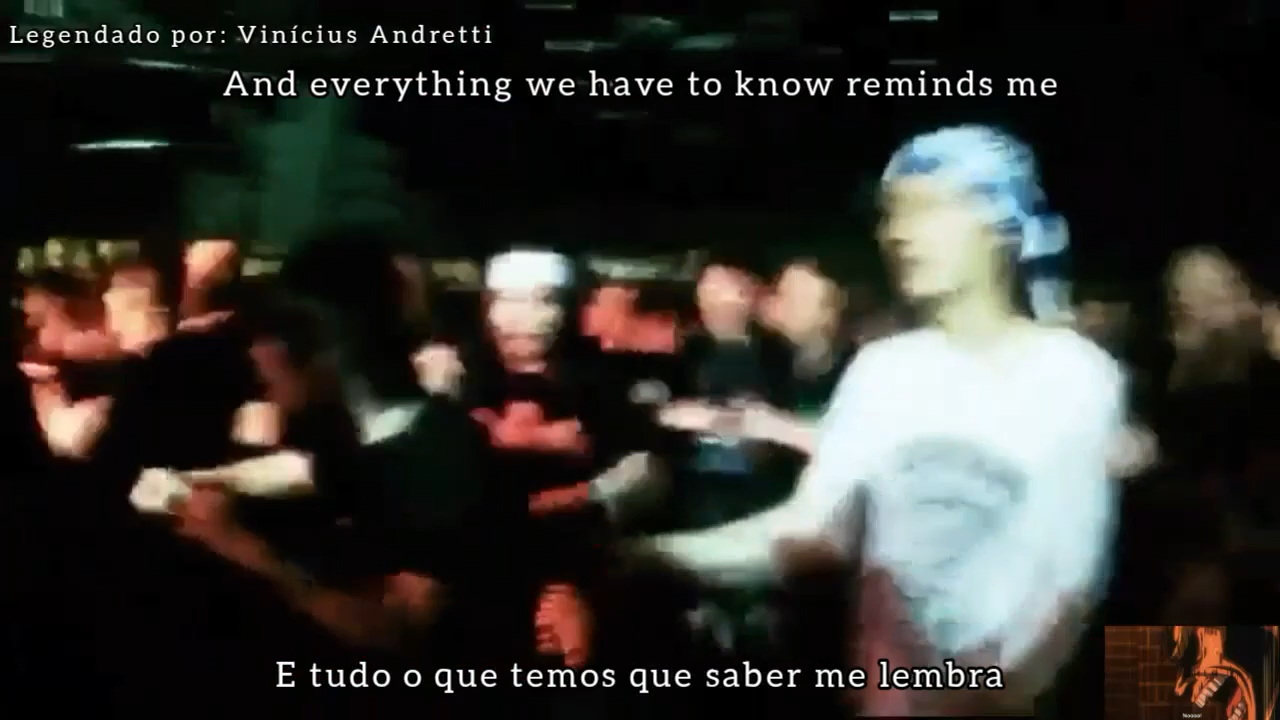 Legendado por: Vinícius Andretti
And everything we have to know reminds me
E tudo o que temos que saber me lembra
Noooo!